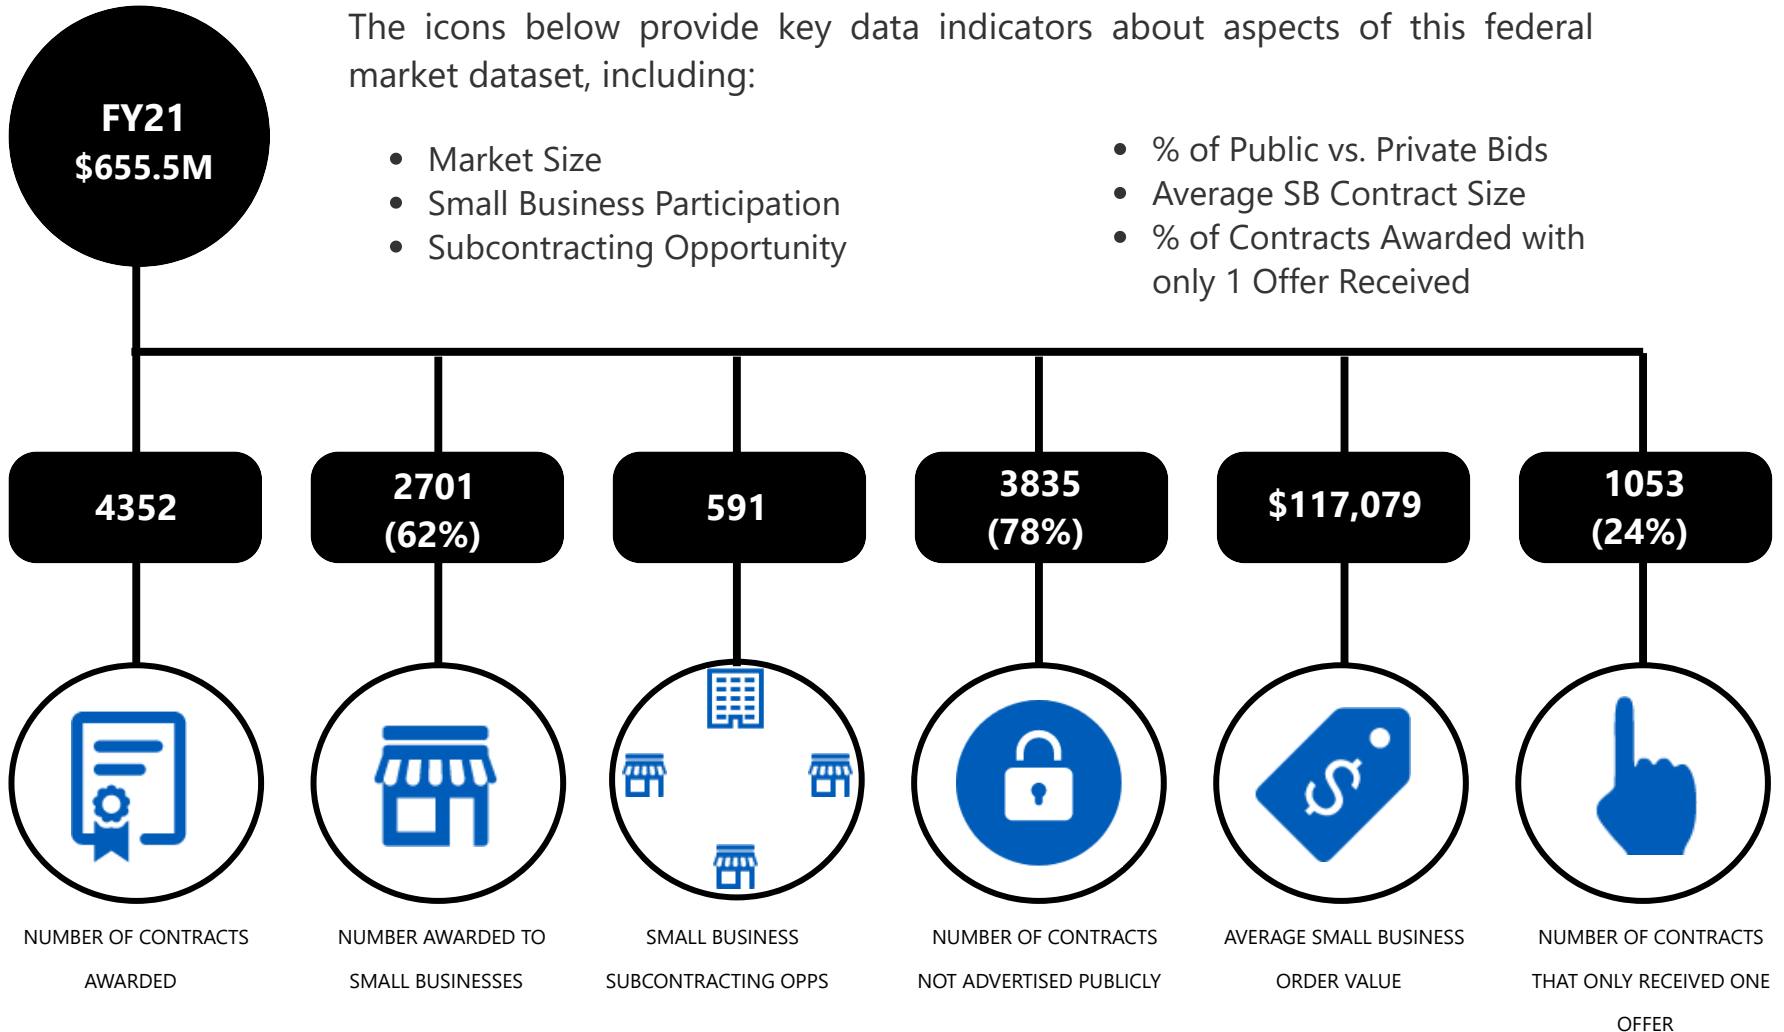 The icons below provide key data indicators about aspects of this federal
market dataset, including:
FY21
$655.5M
• Market Size
• Small Business Participation
• Subcontracting Opportunity
• % of Public vs. Private Bids
• Average SB Contract Size
• % of Contracts Awarded with
only 1 Offer Received
4352
2701
(62%)
591
3835
(78%)
$117,079
1053
(24%)
NUMBER OF CONTRACTS
AWARDED
NUMBER AWARDED TO
SMALL BUSINESSES
SMALL BUSINESS
SUBCONTRACTING OPPS
NUMBER OF CONTRACTS
NOT ADVERTISED PUBLICLY
AVERAGE SMALL BUSINESS
ORDER VALUE
NUMBER OF CONTRACTS
THAT ONLY RECEIVED ONE
OFFER